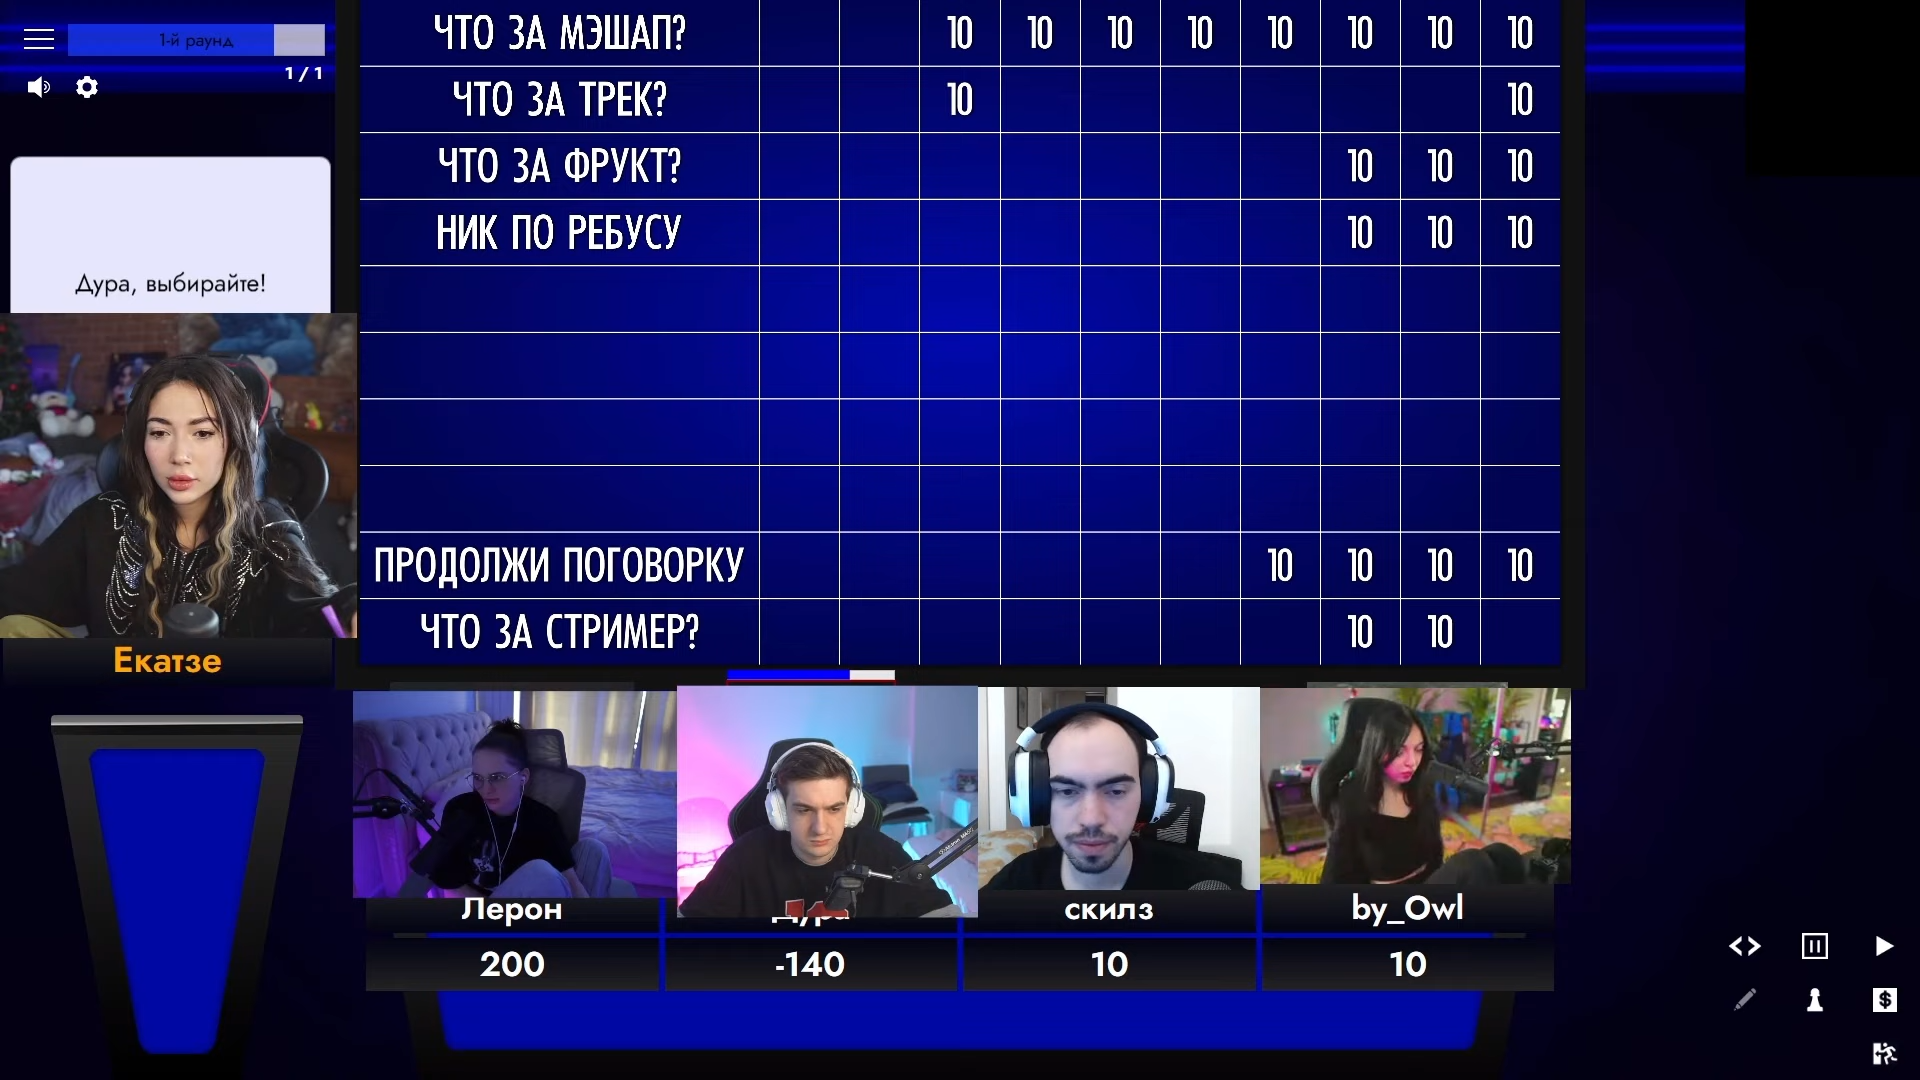 1-й раунд
1 / 1
Дура, выбирайте!
ЧТО ЗА МЭШАП? 10 10 10 10 10 10 10 10
ЧТО ЗА ТРЕК? 10 10
ЧТО ЗА ФРУКТ? 10 10 10
НИК ПО РЕБУСУ 10 10 10
ПРОДОЛЖИ ПОГОВОРКУ 10 10 10 10
ЧТО ЗА СТРИМЕР? 10 10
Екатзе
Лерон
200
-140
скилз
10
by_Owl
10